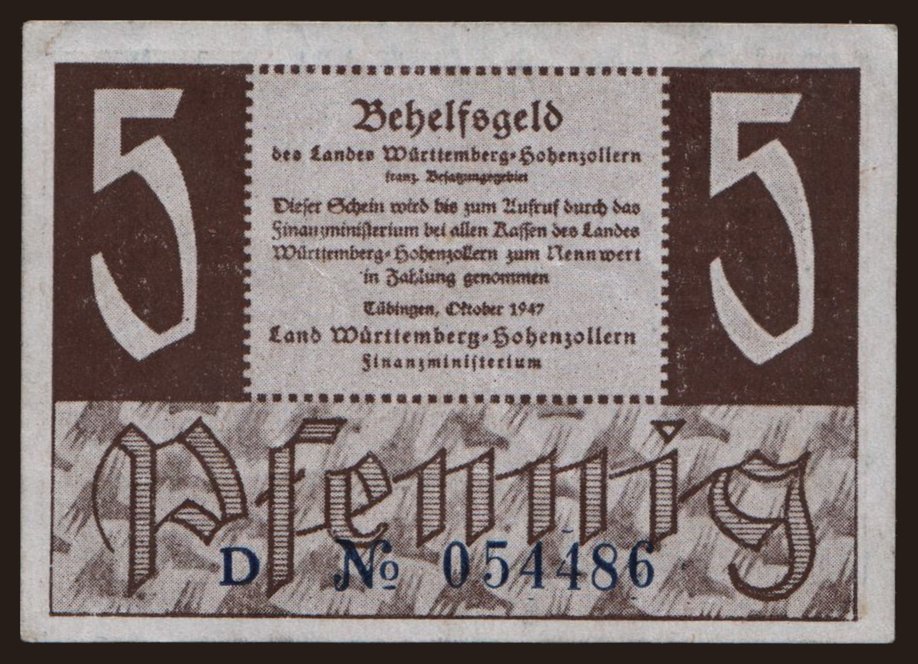 5 5
Behelfsgeld
des Landes Württemberg-Hohenzollern
franz. Besatzungsgebiet
Dieser Schein wird bis zum Aufruf durch das
Finanzministerium bei allen Kassen des Landes
Württemberg-Hohenzollern zum Nennwert
in Zahlung genommen
Tübingen, Oktober 1947
Land Württemberg-Hohenzollern
Finanzministerium
Pfennig
D № 054486